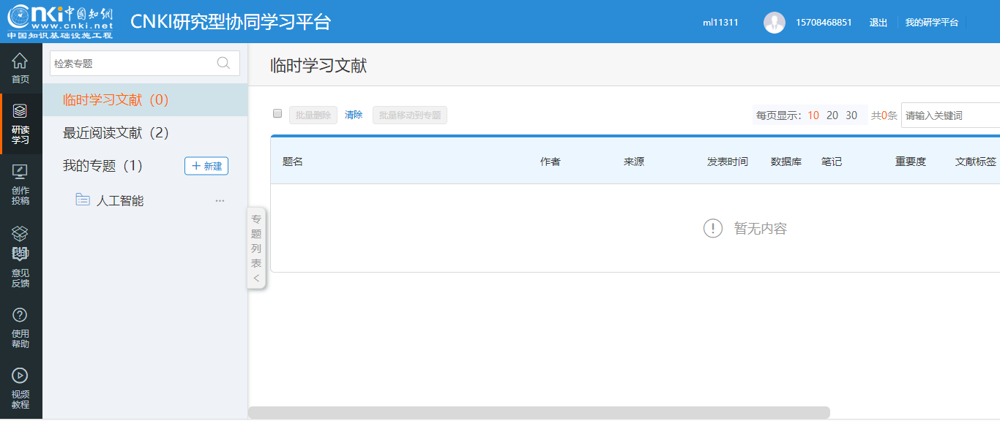 Cnki中国知网
www.cnki.net
中国知识基础设施工程
CNKI研究型协同学习平台
ml11311
15708468851
退出
我的研学平台
首页
研读
学习
创作
投稿
意见
反馈
使用
帮助
视频
教程
检索专题
临时学习文献（0）
最近阅读文献（2）
我的专题（1）
新建
人工智能
...
专
题
列
表
<
临时学习文献
批量删除
清除
批量移动到专题
每页显示： 10 20 30
共0条
请输入关键词
题名
作者
来源
发表时间
数据库
笔记
重要度
文献标签
暂无内容